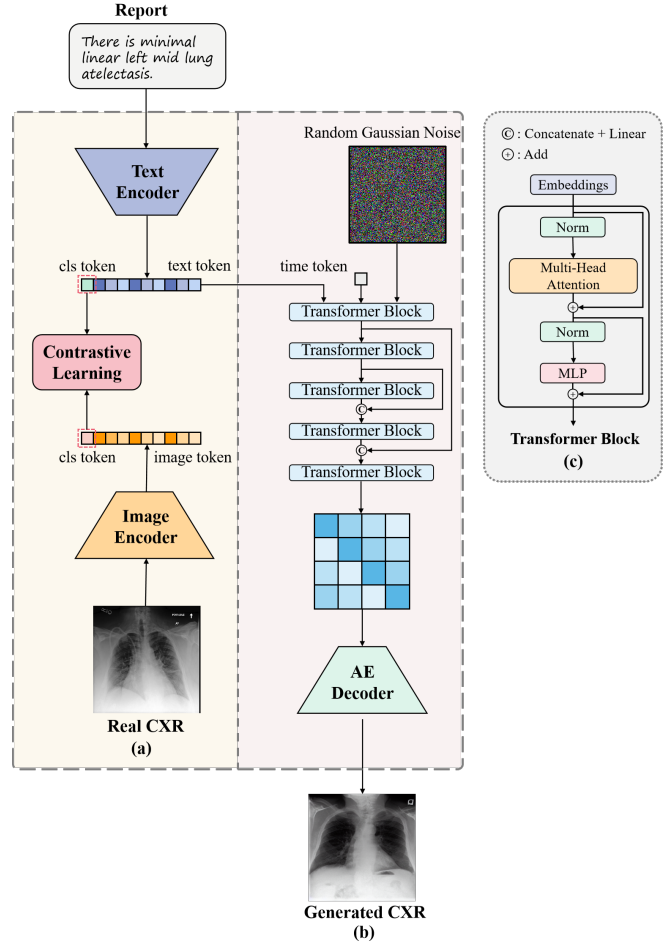 Report
There is minimal
linear left mid lung
atelectasis.
Text
Encoder
cls token
text token
Contrastive
Learning
cls token
image token
Image
Encoder
Real CXR
(a)
Random Gaussian Noise
time token
Transformer Block
Transformer Block
Transformer Block
C
Transformer Block
C
Transformer Block
AE
Decoder
Generated CXR
(b)
C : Concatenate + Linear
+ : Add
Embeddings
Norm
Multi-Head
Attention
+
Norm
MLP
+
Transformer Block
(c)